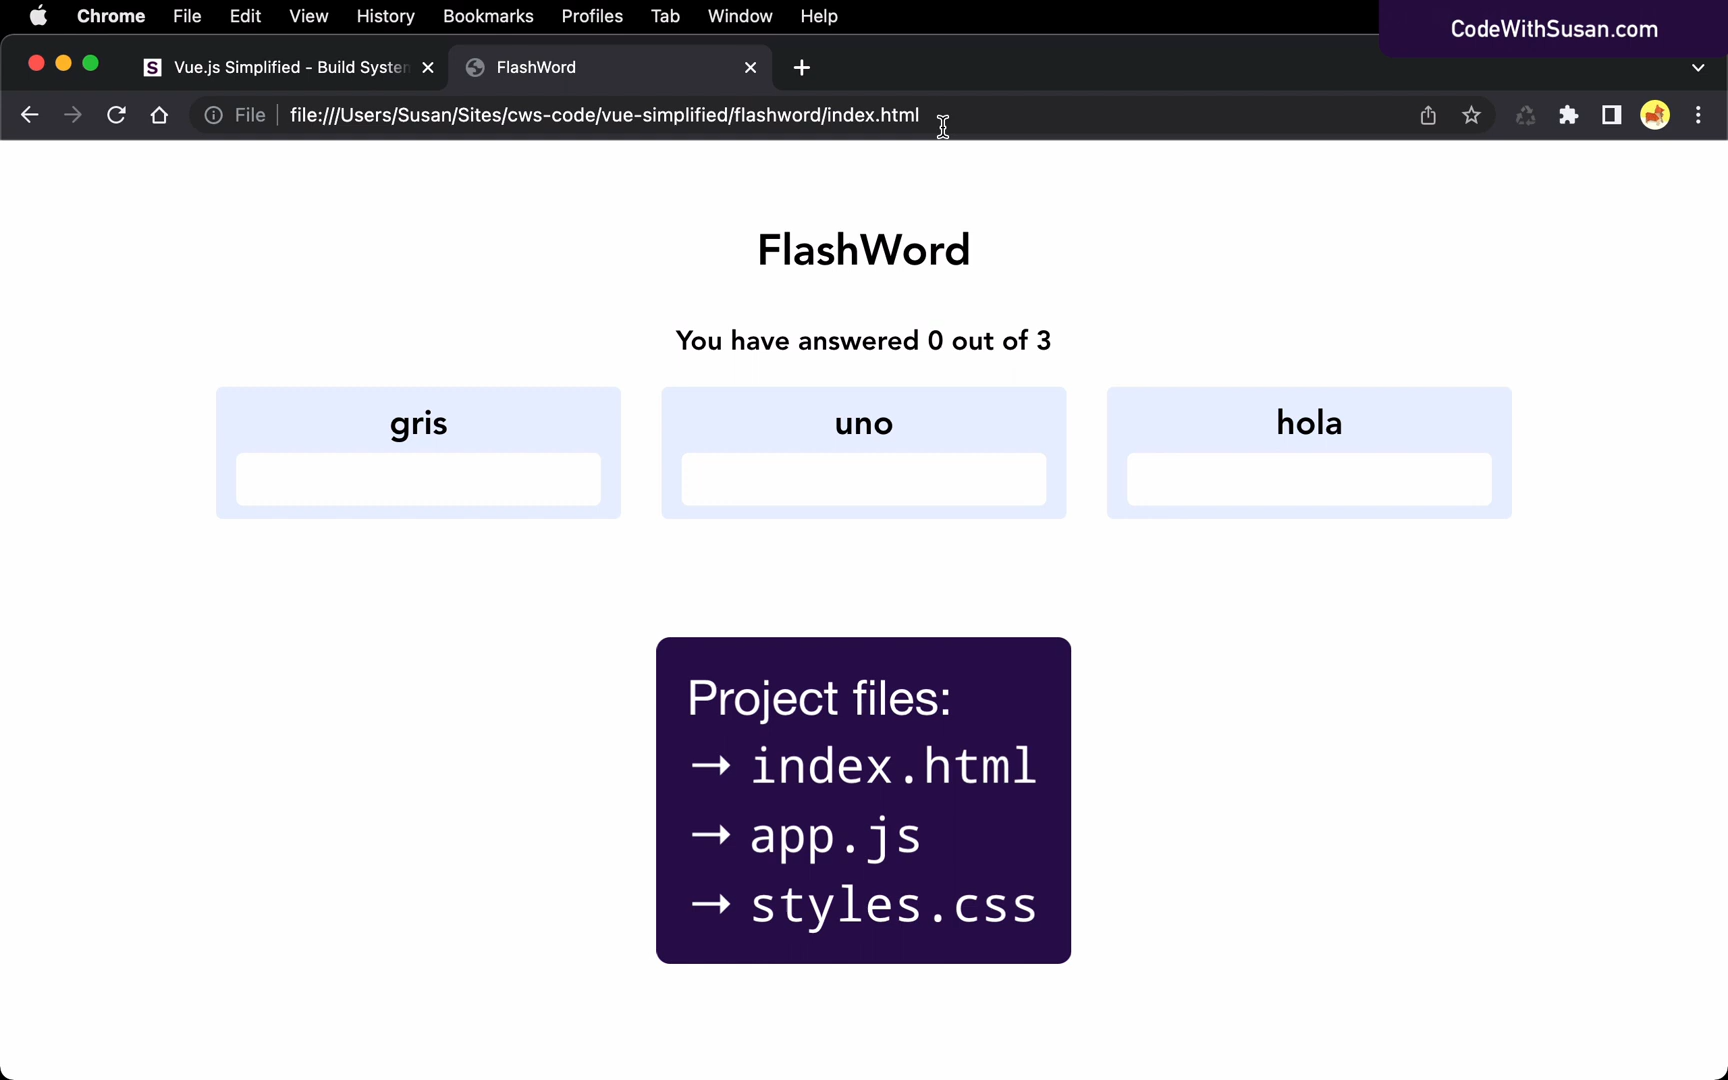 Chrome File Edit View History Bookmarks Profiles Tab Window Help
CodeWithSusan.com
S Vue.js Simplified - Build System FlashWord
File file:///Users/Susan/Sites/cws-code/vue-simplified/flashword/index.html
FlashWord
You have answered 0 out of 3
gris uno hola
Project files:
→ index.html
→ app.js
→ styles.css